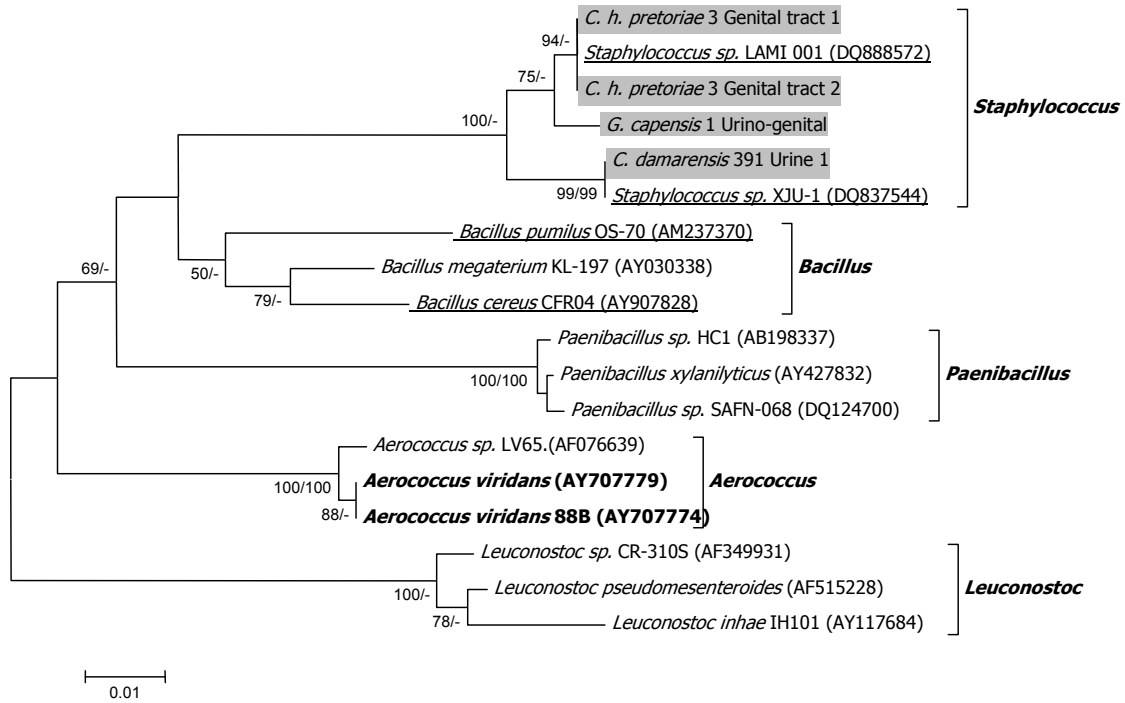 C. h. pretoriae 3 Genital tract 1
94/-
Staphylococcus sp. LAMI 001 (DQ888572)
75/-
C. h. pretoriae 3 Genital tract 2
Staphylococcus
100/-
G. capensis 1 Urino-genital
C. damarensis 391 Urine 1
99/99
Staphylococcus sp. XJU-1 (DQ837544)
Bacillus pumilus OS-70 (AM237370)
69/-
50/-
Bacillus megaterium KL-197 (AY030338)
Bacillus
79/-
Bacillus cereus CFR04 (AY907828)
Paenibacillus sp. HC1 (AB198337)
100/100
Paenibacillus xylanilyticus (AY427832)
Paenibacillus
Paenibacillus sp. SAFN-068 (DQ124700)
Aerococcus sp. LV65.(AF076639)
100/100
Aerococcus viridans (AY707779)
Aerococcus
88/-
Aerococcus viridans 88B (AY707774)
Leuconostoc sp. CR-310S (AF349931)
100/-
Leuconostoc pseudomesenteroides (AF515228)
Leuconostoc
78/-
Leuconostoc inhae IH101 (AY117684)
0.01